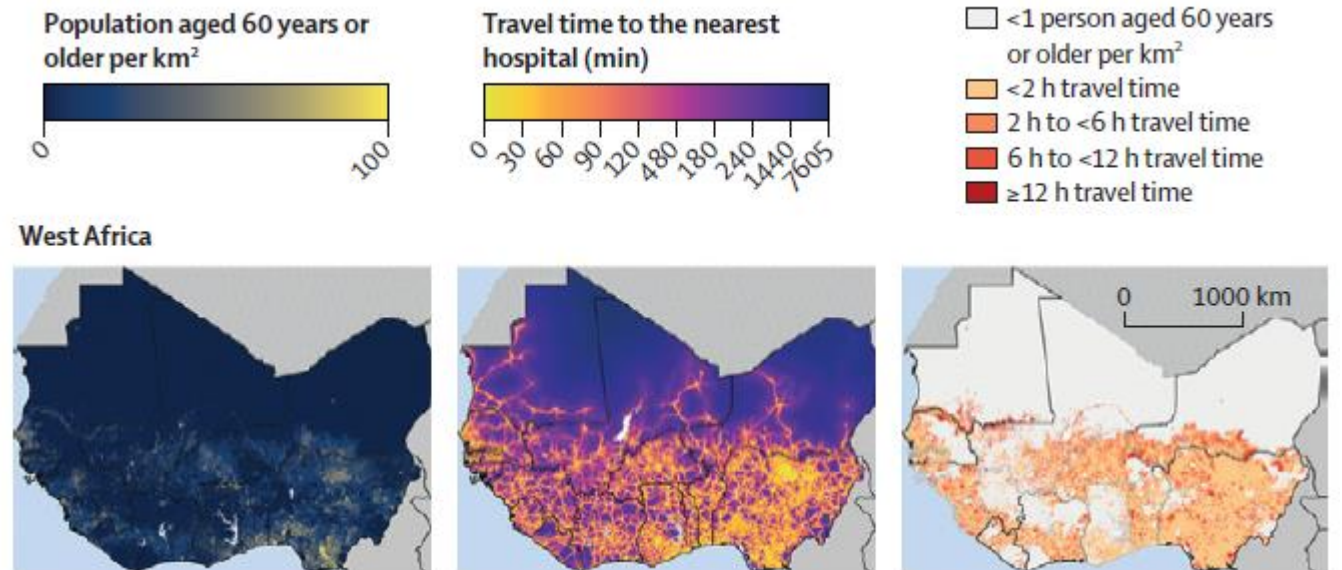 Population aged 60 years or
older per km²
0
100
Travel time to the nearest
hospital (min)
0
30
60
90
120
480
180
240
1440
7605
<1 person aged 60 years
or older per km²
<2 h travel time
2 h to <6 h travel time
6 h to <12 h travel time
≥12 h travel time
West Africa
0 1000 km